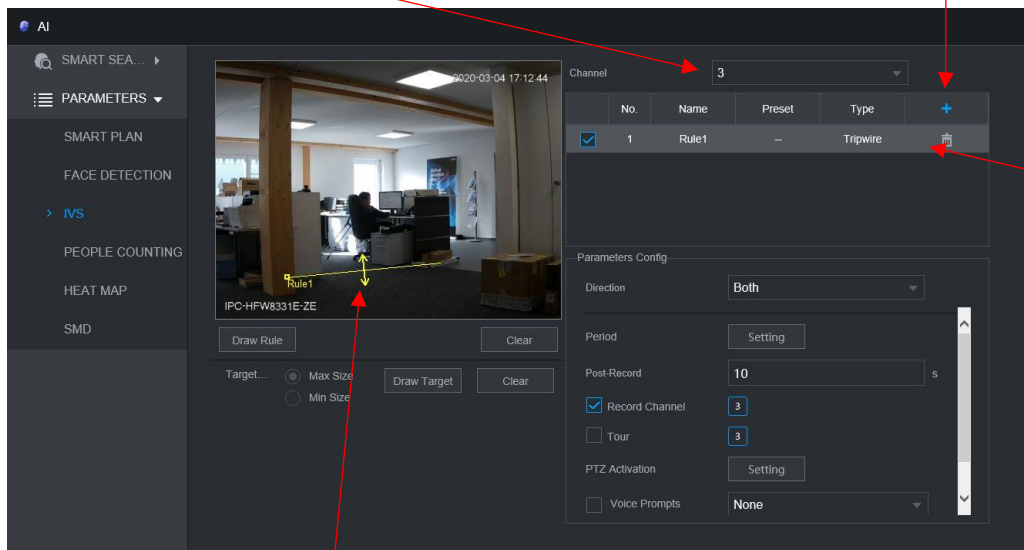 AI
SMART SEA...
PARAMETERS
SMART PLAN
FACE DETECTION
IVS
PEOPLE COUNTING
HEAT MAP
SMD
2020-03-04 17:12:44
Rule1
IPC-HFW8331E-ZE
Draw Rule
Clear
Target...
Max Size
Min Size
Draw Target
Clear
Channel
3
No. Name Preset Type +
1 Rule1 -- Tripwire
Parameters Config
Direction Both
Period Setting
Post-Record 10 s
Record Channel 3
Tour 3
PTZ Activation Setting
Voice Prompts None